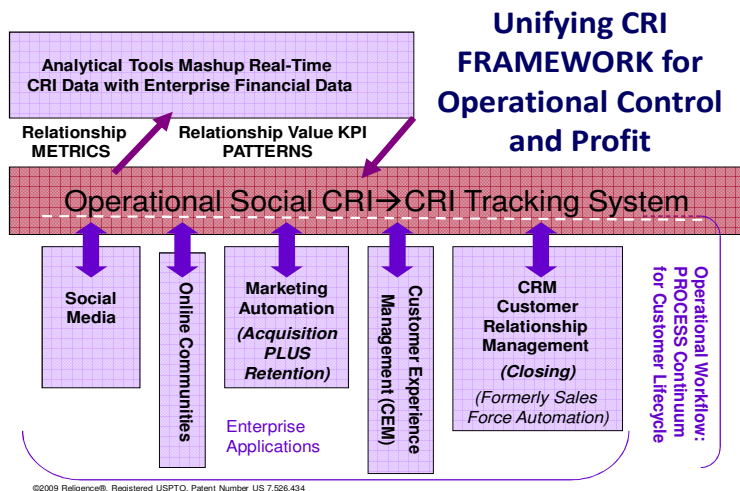 Unifying CRI
FRAMEWORK for
Operational Control
and Profit
Analytical Tools Mashup Real-Time
CRI Data with Enterprise Financial Data
Relationship
METRICS
Relationship Value KPI
PATTERNS
Operational Social CRI→CRI Tracking System
Social
Media
Online Communities
Marketing
Automation
(Acquisition
PLUS
Retention)
Customer Experience
Management (CEM)
CRM
Customer
Relationship
Management
(Closing)
(Formerly Sales
Force Automation)
Operational Workflow:
PROCESS Continuum
for Customer Lifecycle
Enterprise
Applications
©2009 Religence®, Registered USPTO, Patent Number US 7,526,434